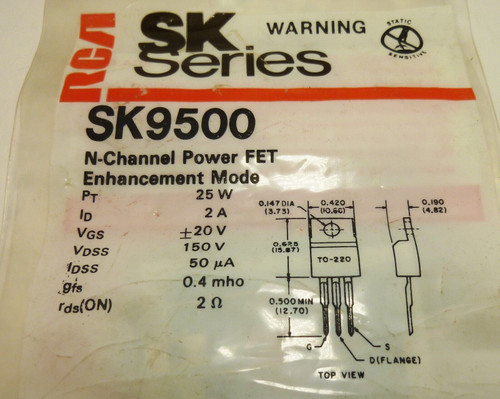 RCA
SK
Series
WARNING
STATIC
SENSITIVE
SK9500
N-Channel Power FET
Enhancement Mode
PT 25 W
ID 2 A
VGS ±20 V
VDSS 150 V
IDSS 50 μA
gfs 0.4 mho
rds(ON) 2 Ω
0.147 DIA
(3.73)
0.420
(10.66)
0.190
(4.82)
0.625
(15.87)
TO-220
0.500 MIN
(12.70)
G
S
D(FLANGE)
TOP VIEW